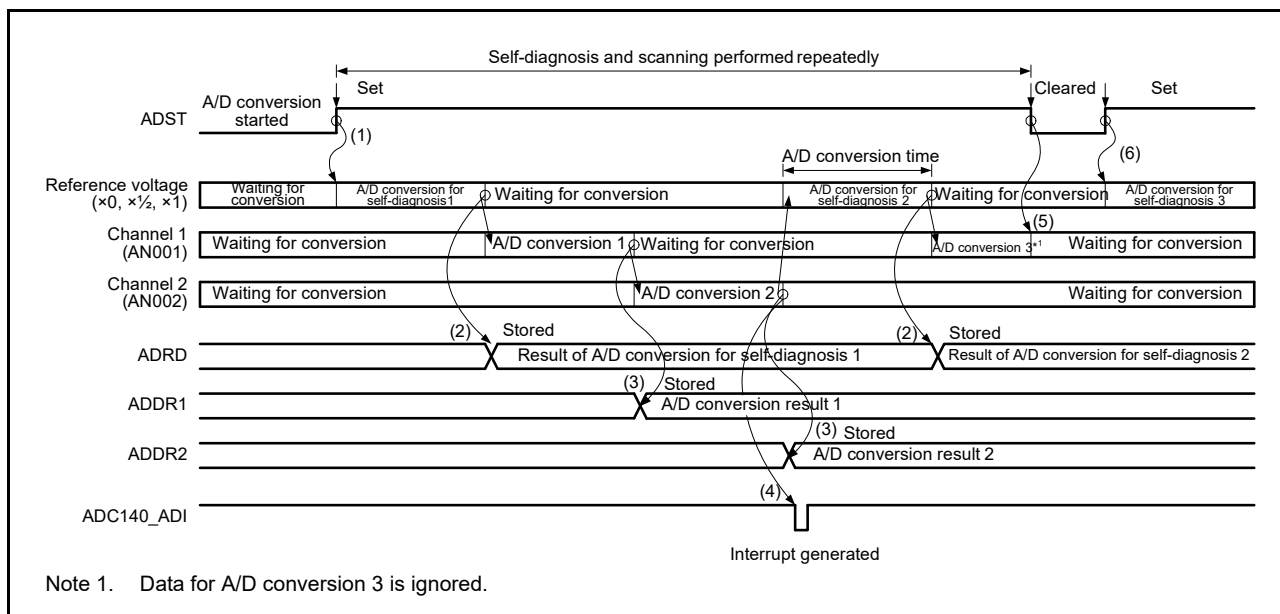 Self-diagnosis and scanning performed repeatedly
Set
Cleared
Set
ADST
A/D conversion
started
(1)
A/D conversion time
(6)
Reference voltage
(×0, ×½, ×1)
Waiting for
conversion
A/D conversion for
self-diagnosis1
Waiting for conversion
A/D conversion for
self-diagnosis 2
Waiting for conversion
A/D conversion for
self-diagnosis 3
(5)
Channel 1
(AN001)
Waiting for conversion
A/D conversion 1
Waiting for conversion
A/D conversion 3*1
Waiting for conversion
Channel 2
(AN002)
Waiting for conversion
A/D conversion 2
Waiting for conversion
(2)
Stored
(2)
Stored
ADRD
Result of A/D conversion for self-diagnosis 1
Result of A/D conversion for self-diagnosis 2
(3)
Stored
ADDR1
A/D conversion result 1
(3)
Stored
ADDR2
A/D conversion result 2
(4)
ADC140_ADI
Interrupt generated
Note 1. Data for A/D conversion 3 is ignored.